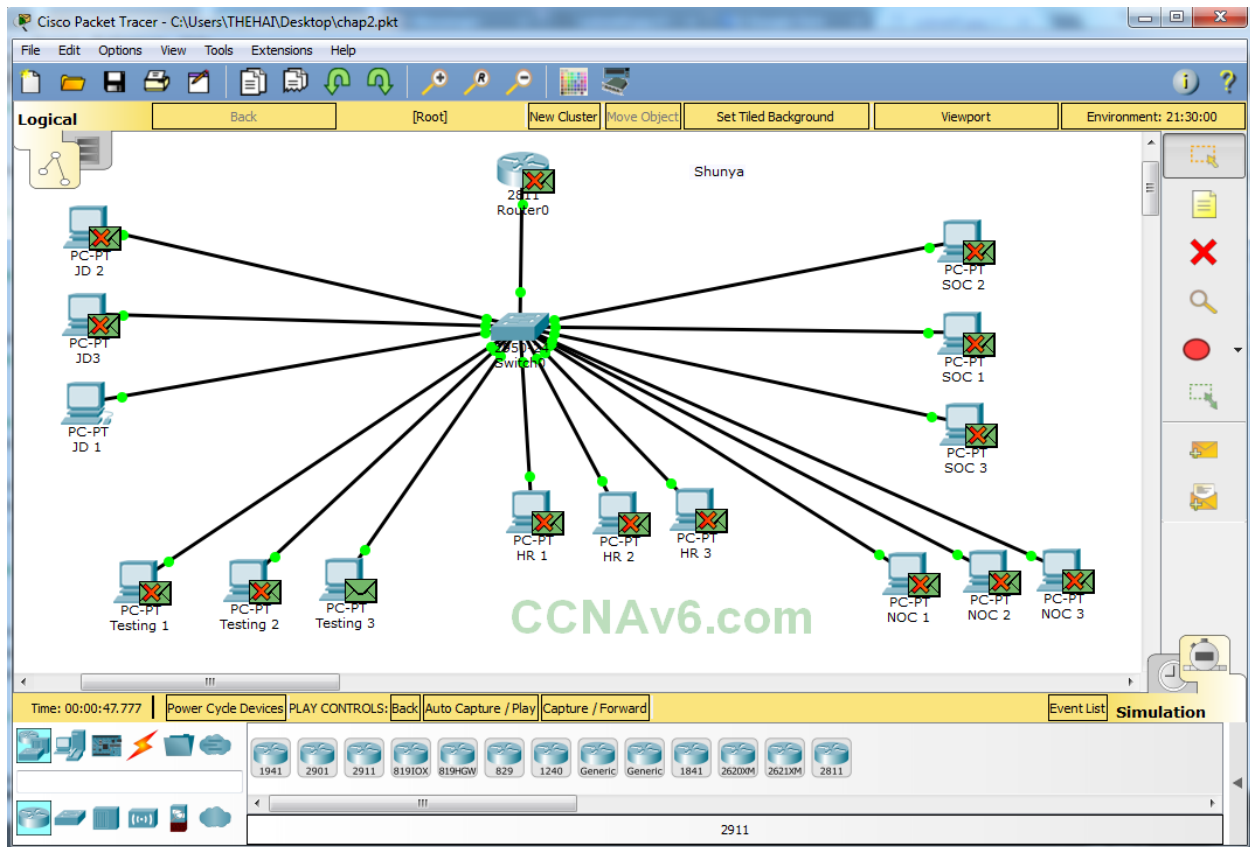 Cisco Packet Tracer - C:\Users\THEHAI\Desktop\chap2.pkt
File Edit Options View Tools Extensions Help
Logical Back [Root] New Cluster Move Object Set Tiled Background Viewport Environment: 21:30:00
Shunya
2811
Router0
PC-PT
JD 2
PC-PT
SOC 2
PC-PT
JD3
Switch0
PC-PT
SOC 1
PC-PT
JD 1
PC-PT
SOC 3
PC-PT
HR 1
PC-PT
HR 2
PC-PT
HR 3
PC-PT
Testing 1
PC-PT
Testing 2
PC-PT
Testing 3
PC-PT
NOC 1
PC-PT
NOC 2
PC-PT
NOC 3
CCNAv6.com
Time: 00:00:47.777 Power Cycle Devices PLAY CONTROLS: Back Auto Capture / Play Capture / Forward Event List Simulation
1941 2901 2911 819IOX 819HGW 829 1240 Generic Generic 1841 2620XM 2621XM 2811
2911